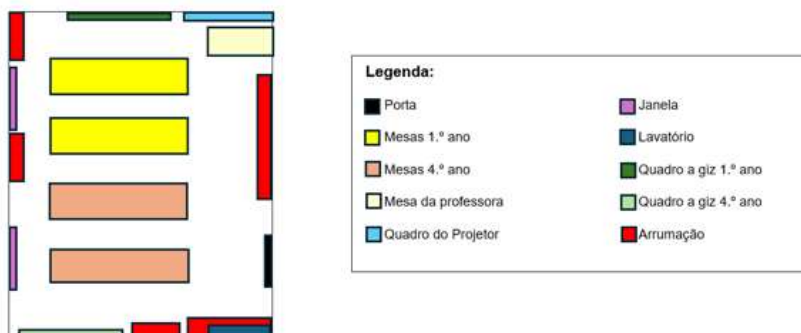 Legenda:
Porta
Janela
Mesas 1.º ano
Lavatório
Mesas 4.º ano
Quadro a giz 1.º ano
Mesa da professora
Quadro a giz 4.º ano
Quadro do Projetor
Arrumação